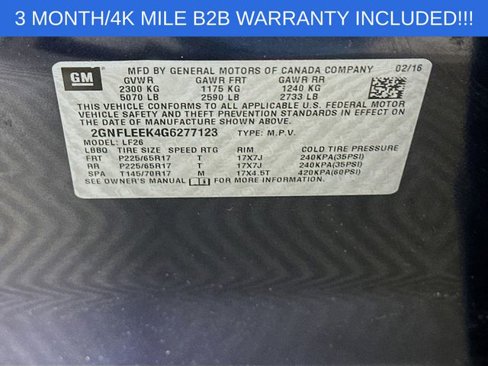 3 MONTH/4K MILE B2B WARRANTY INCLUDED!!!
GM
MFD BY GENERAL MOTORS OF CANADA COMPANY 02/16
GVWR GAWR FRT GAWR RR
2300 KG 1175 KG 1240 KG
5070 LB 2590 LB 2733 LB
THIS VEHICLE CONFORMS TO ALL APPLICABLE U.S. FEDERAL MOTOR
VEHICLE SAFETY AND THEFT PREVENTION STANDARDS IN EFFECT ON
THE DATE OF MANUFACTURE SHOWN ABOVE.
2GNFLEEK4G6277123 TYPE: M.P.V.
MODEL: LF26
LBBQ TIRE SIZE SPEED RTG RIM COLD TIRE PRESSURE
FRT P225/65R17 T 17X7J 240KPA(35PSI)
RR P225/65R17 T 17X7J 240KPA(35PSI)
SPA T145/70R17 M 17X4.5T 420KPA(60PSI)
SEE OWNER'S MANUAL FOR MORE INFORMATION.